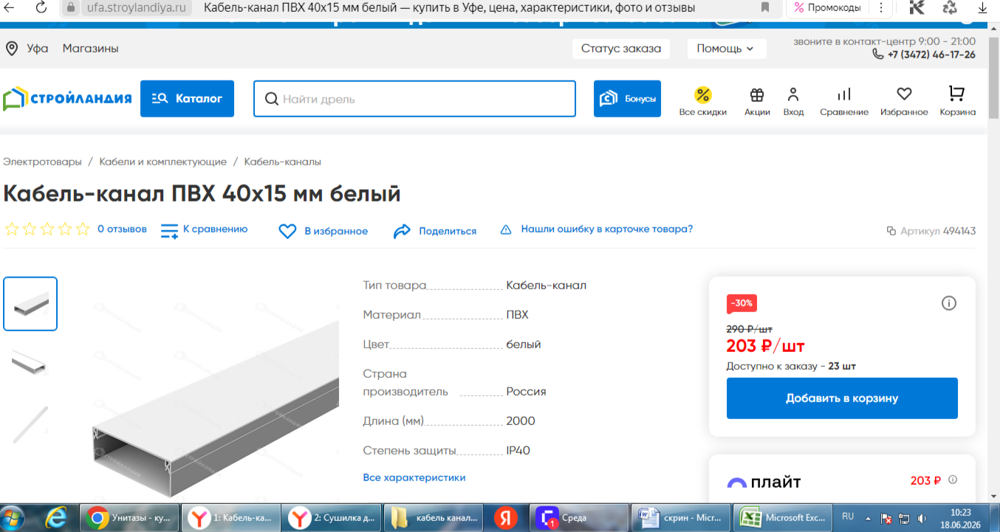 ufa.stroylandiya.ru Кабель-канал ПВХ 40х15 мм белый — купить в Уфе, цена, характеристики, фото и отзывы
% Промокоды
Уфа Магазины
Статус заказа
Помощь
звоните в контакт-центр 9:00 - 21:00
+7 (3472) 46-17-26
СТРОЙЛАНДИЯ
Каталог
Найти дрель
Бонусы
Все скидки
Акции
Вход
Сравнение
Избранное
Корзина
Электротовары / Кабели и комплектующие / Кабель-каналы
Кабель-канал ПВХ 40х15 мм белый
0 отзывов
К сравнению
В избранное
Поделиться
Нашли ошибку в карточке товара?
Артикул 494143
Тип товара Кабель-канал
Материал ПВХ
Цвет белый
Страна
производитель Россия
Длина (мм) 2000
Степень защиты IP40
Все характеристики
-30%
290 ₽/шт
203 ₽/шт
Доступно к заказу - 23 шт
Добавить в корзину
плайт
203 ₽
Унитазы - ку...
1: Кабель-ка...
2: Сушилка д...
кабель канал...
Я
1
Среда
скрин - Micr...
Microsoft Exc...
RU
10:23
18.06.2026